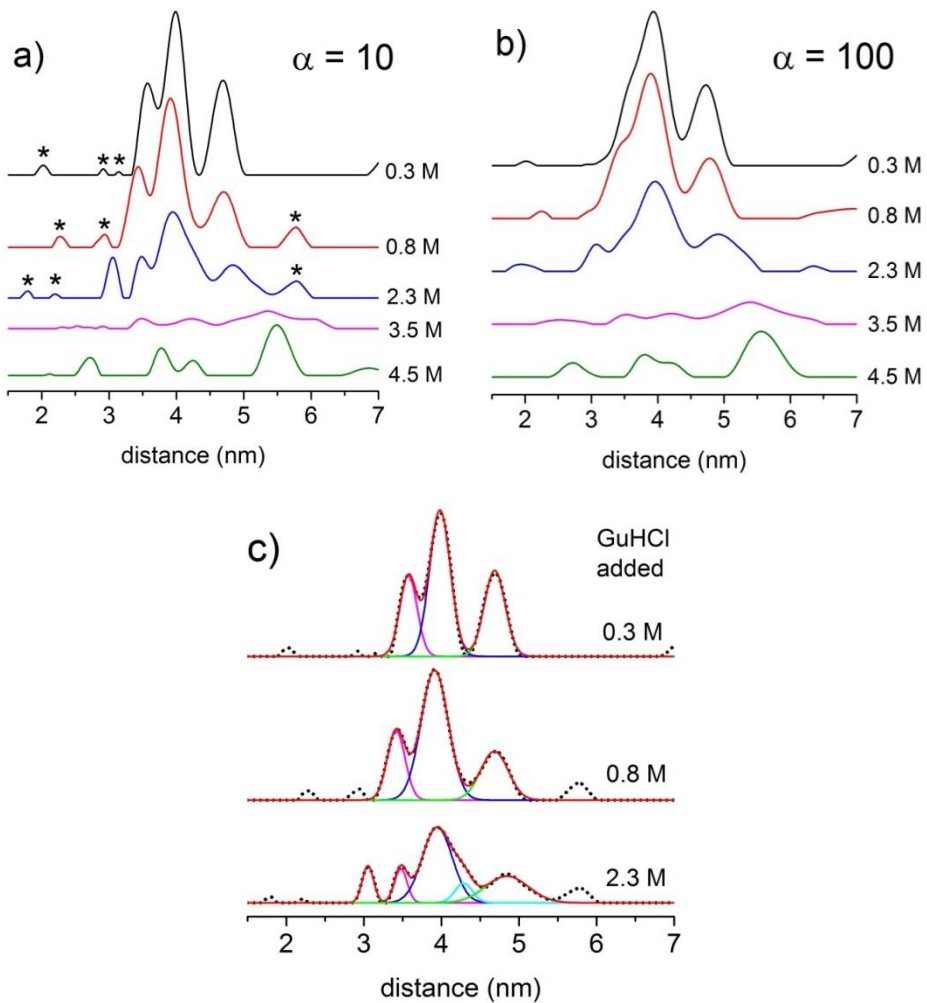 a)
α = 10
*
* *
0.3 M
*
*
*
0.8 M
* *
*
2.3 M
3.5 M
4.5 M
2 3 4 5 6 7
distance (nm)
b)
α = 100
0.3 M
0.8 M
2.3 M
3.5 M
4.5 M
2 3 4 5 6 7
distance (nm)
c)
GuHCl
added
0.3 M
0.8 M
2.3 M
2 3 4 5 6 7
distance (nm)